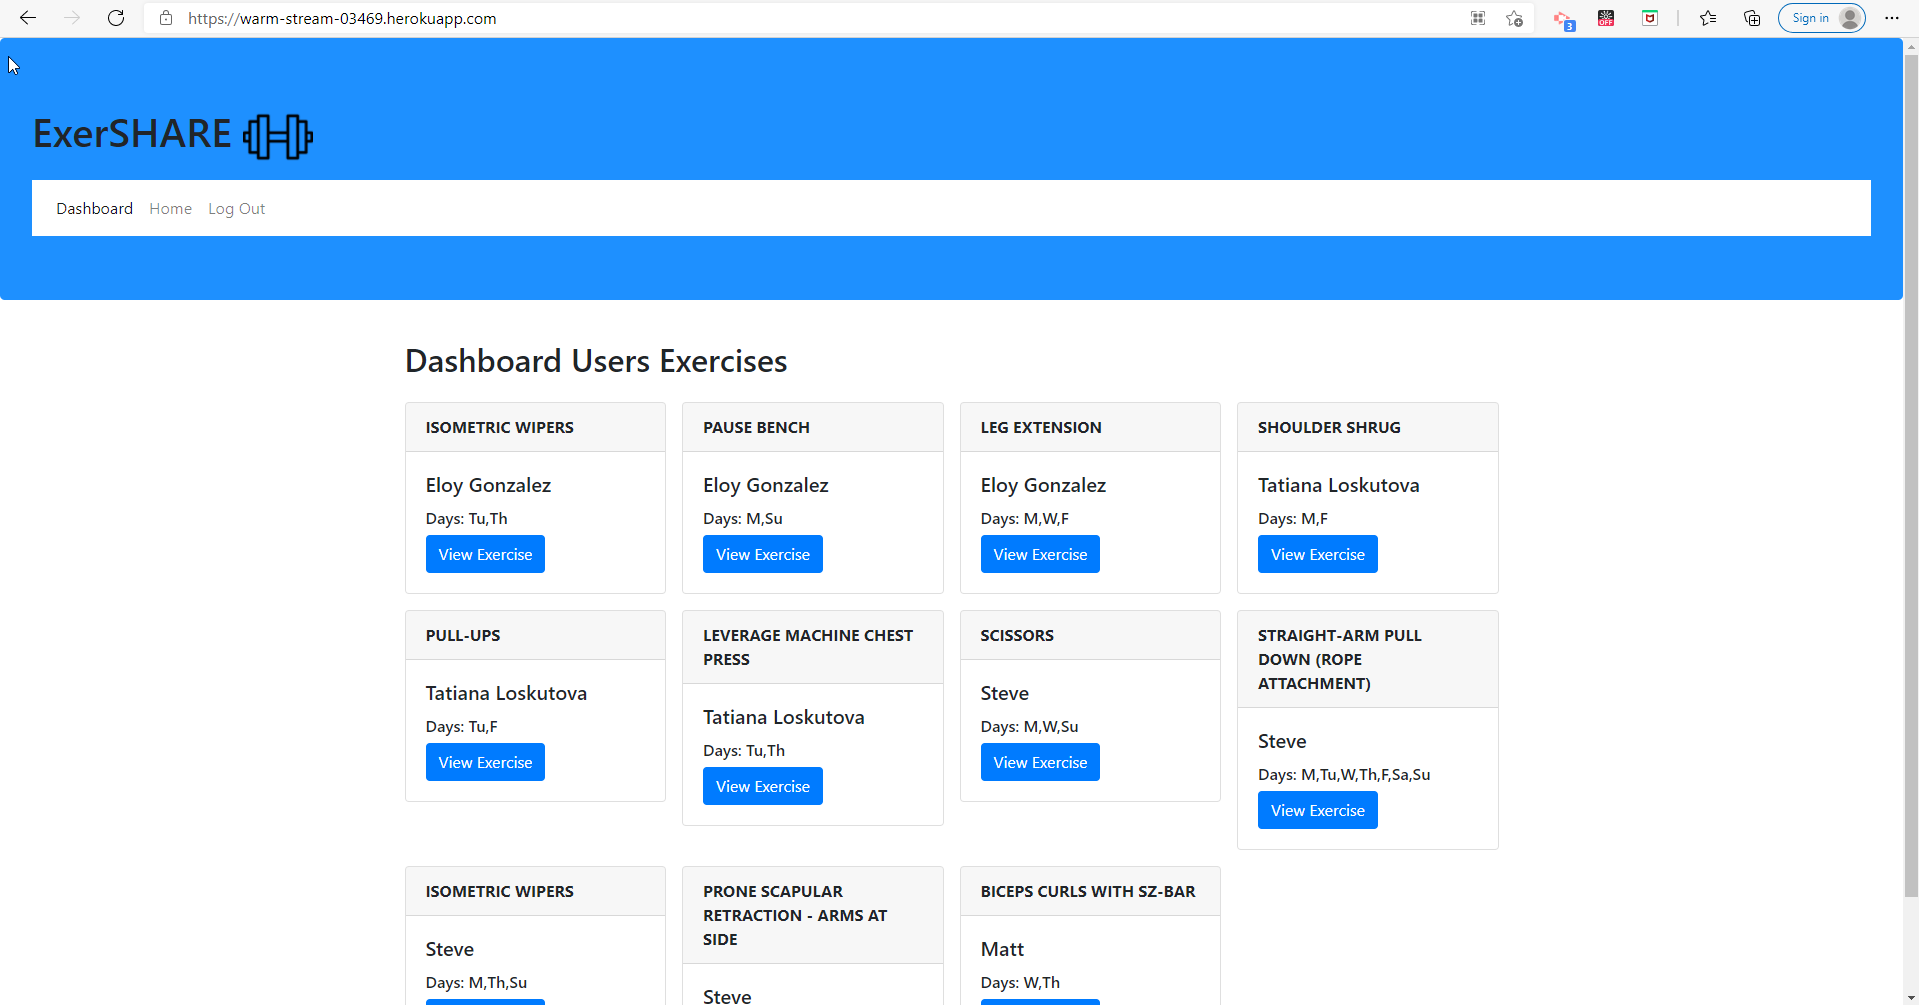 https://warm-stream-03469.herokuapp.com
3
OFF
Sign in
ExerSHARE
Dashboard Home Log Out
Dashboard Users Exercises
ISOMETRIC WIPERS
Eloy Gonzalez
Days: Tu,Th
View Exercise
PAUSE BENCH
Eloy Gonzalez
Days: M,Su
View Exercise
LEG EXTENSION
Eloy Gonzalez
Days: M,W,F
View Exercise
SHOULDER SHRUG
Tatiana Loskutova
Days: M,F
View Exercise
PULL-UPS
Tatiana Loskutova
Days: Tu,F
View Exercise
LEVERAGE MACHINE CHEST
PRESS
Tatiana Loskutova
Days: Tu,Th
View Exercise
SCISSORS
Steve
Days: M,W,Su
View Exercise
STRAIGHT-ARM PULL
DOWN (ROPE
ATTACHMENT)
Steve
Days: M,Tu,W,Th,F,Sa,Su
View Exercise
ISOMETRIC WIPERS
Steve
Days: M,Th,Su
PRONE SCAPULAR
RETRACTION - ARMS AT
SIDE
Steve
BICEPS CURLS WITH SZ-BAR
Matt
Days: W,Th